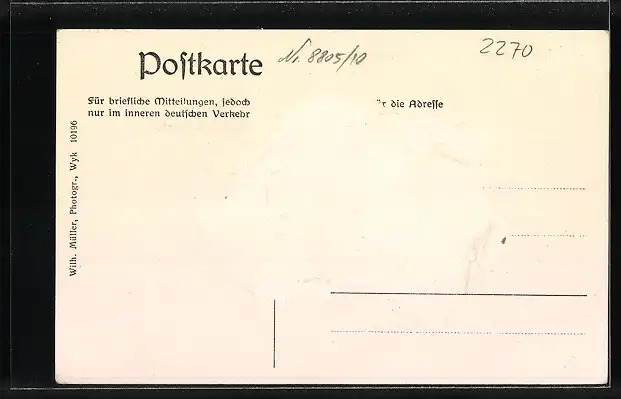 Postkarte
Nr. 8805/10
2270
Für briefliche Mitteilungen, jedoch
nur im inneren deutschen Verkehr
r die Adresse
Wilh. Müller, Photogr., Wyk 10196